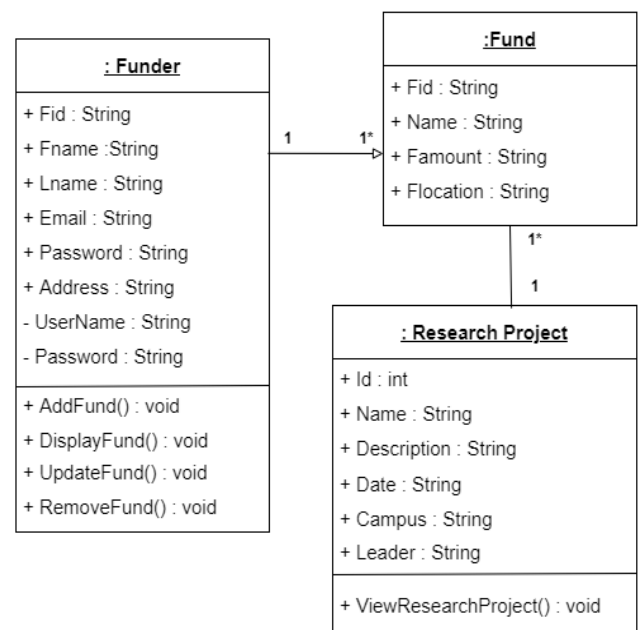 : Funder
+ Fid : String
+ Fname :String
+ Lname : String
+ Email : String
+ Password : String
+ Address : String
- UserName : String
- Password : String
+ AddFund() : void
+ DisplayFund() : void
+ UpdateFund() : void
+ RemoveFund() : void
1
1*
:Fund
+ Fid : String
+ Name : String
+ Famount : String
+ Flocation : String
1*
1
: Research Project
+ Id : int
+ Name : String
+ Description : String
+ Date : String
+ Campus : String
+ Leader : String
+ ViewResearchProject() : void